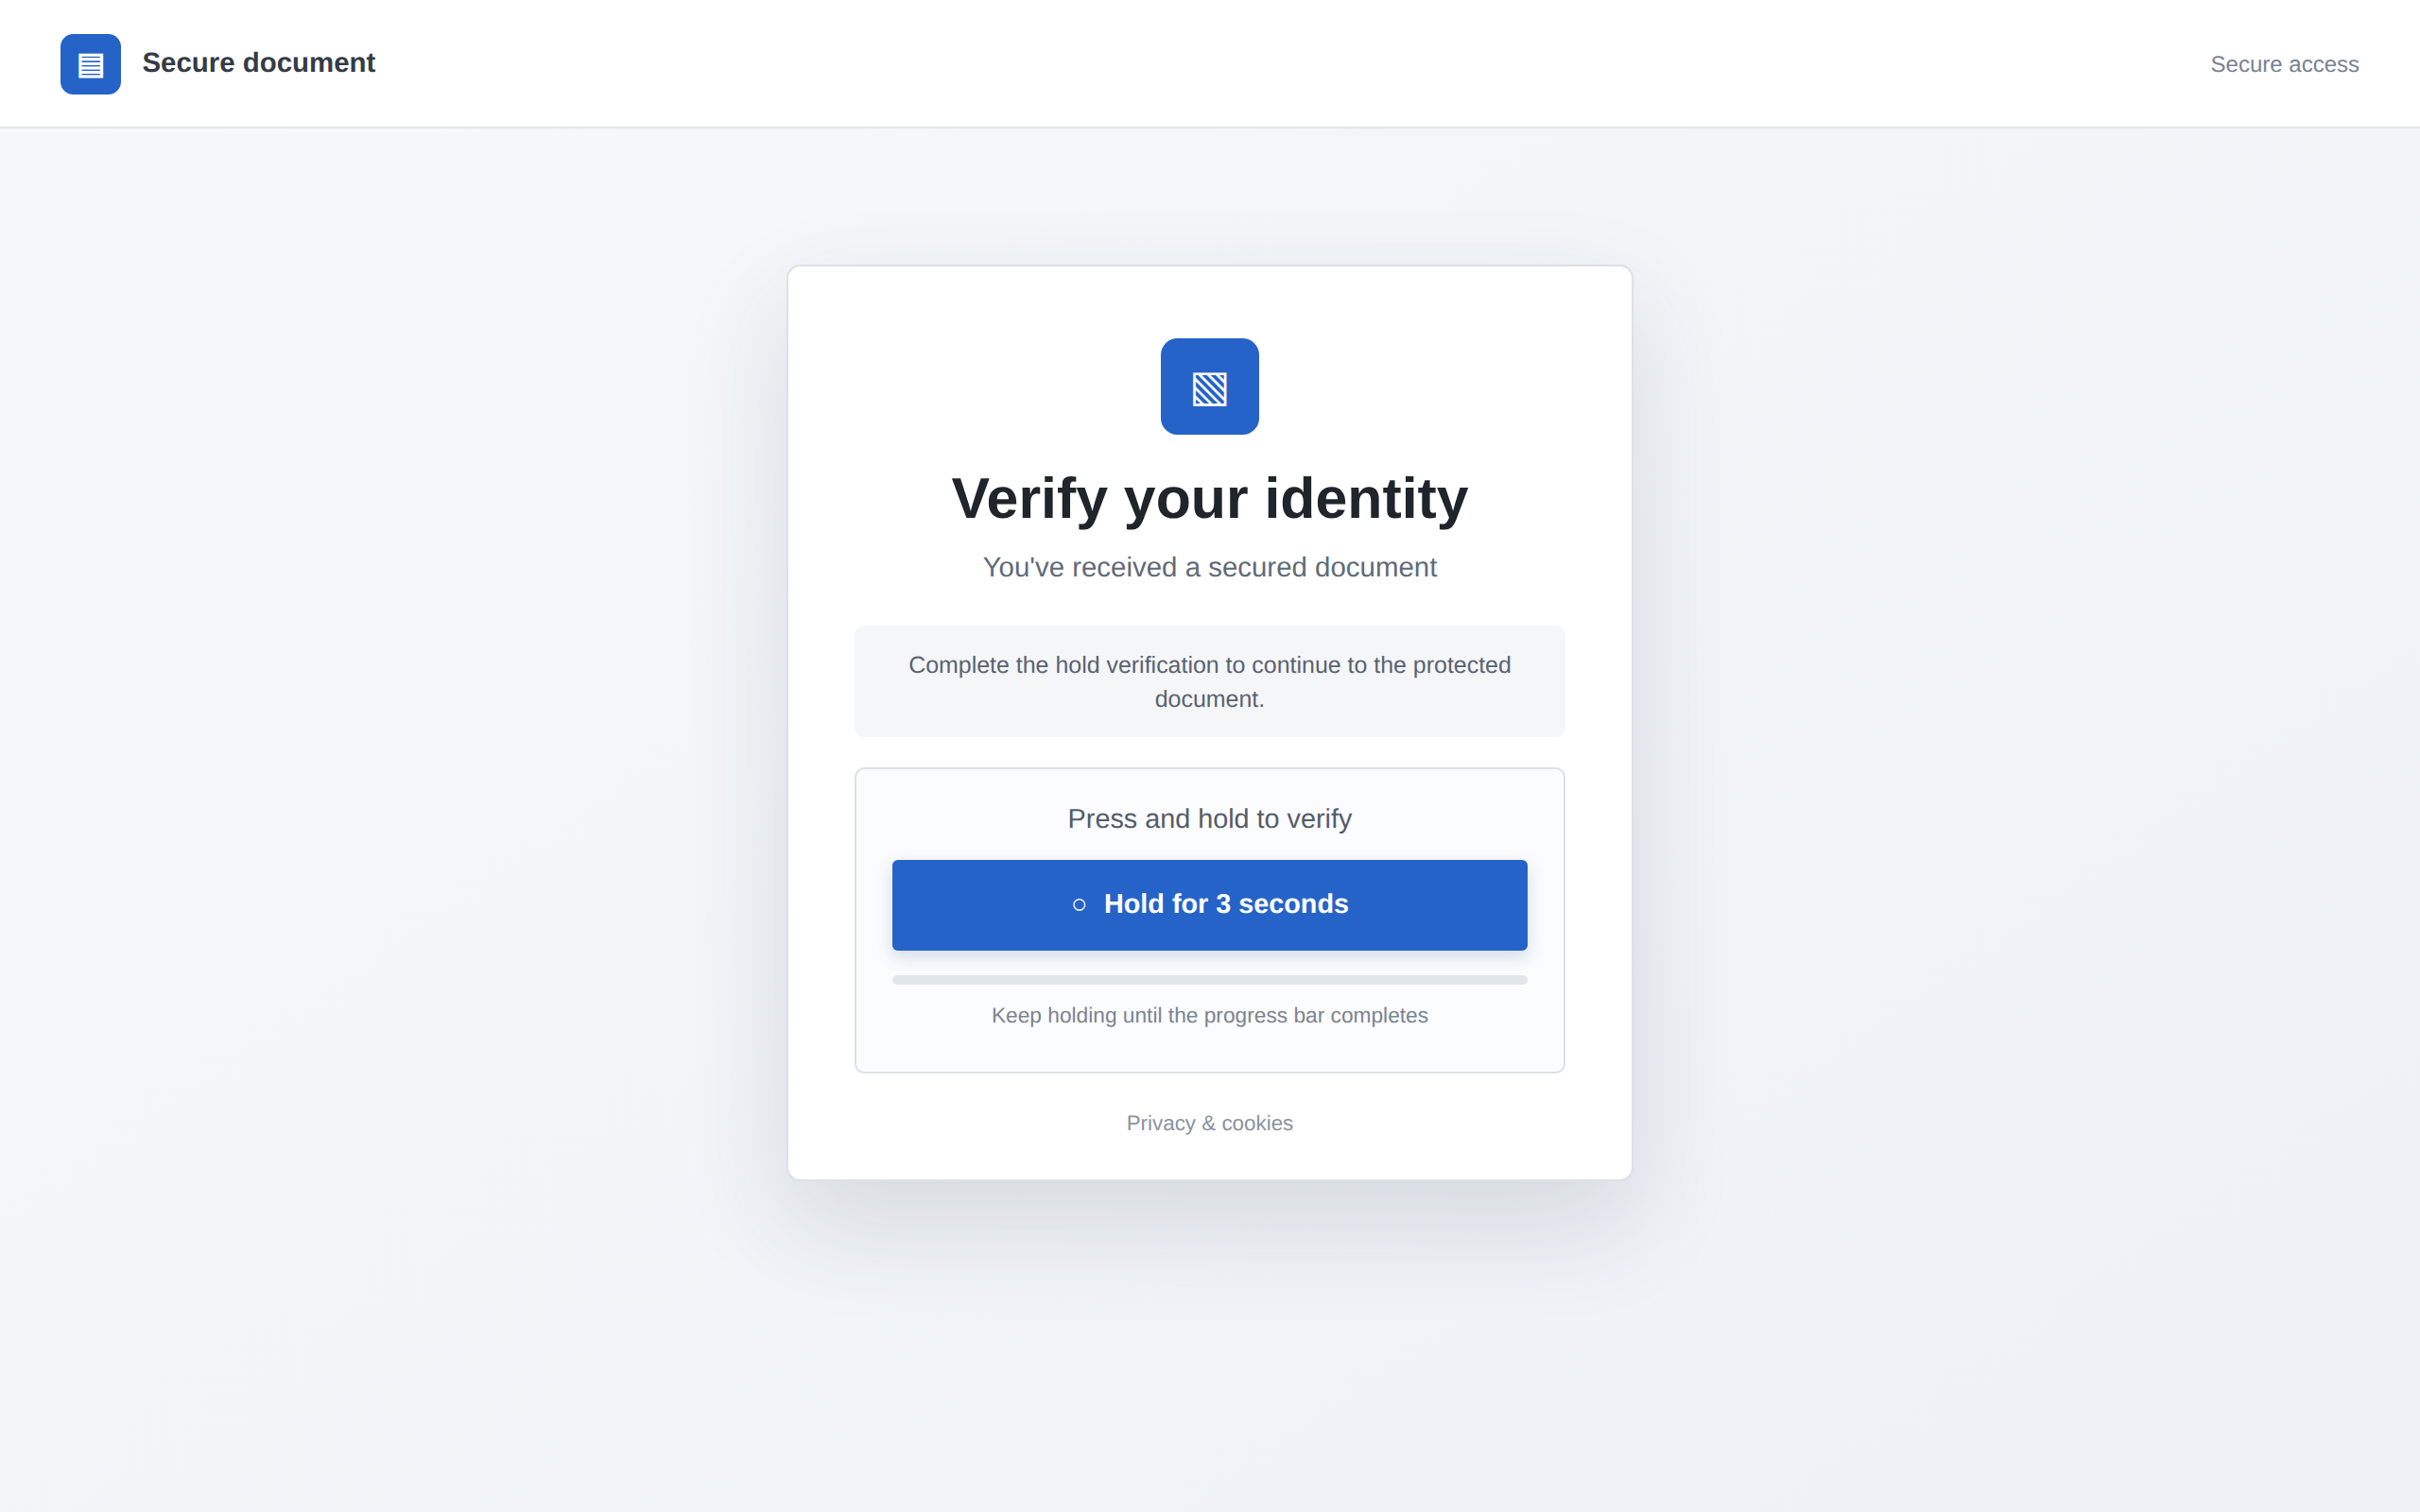 Secure document
Secure access
Verify your identity
You've received a secured document
Complete the hold verification to continue to the protected
document.
Press and hold to verify
○ Hold for 3 seconds
Keep holding until the progress bar completes
Privacy & cookies